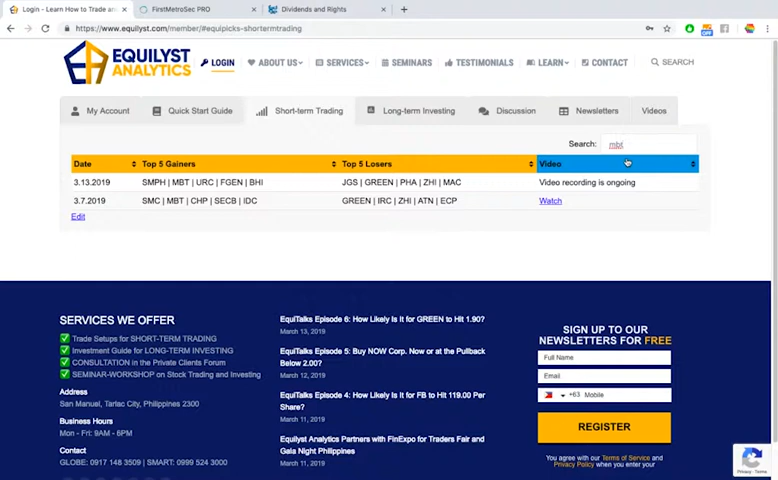 Login - Learn How to Trade an
FirstMetroSec PRO
Dividends and Rights
https://www.equilyst.com/member/#equipicks-shortermtrading
EQUILYST
ANALYTICS
LOGIN
ABOUT US
SERVICES
SEMINARS
TESTIMONIALS
LEARN
CONTACT
SEARCH
My Account
Quick Start Guide
Short-term Trading
Long-term Investing
Discussion
Newsletters
Videos
Search: mbt
Date Top 5 Gainers Top 5 Losers Video
3.13.2019 SMPH | MBT | URC | FGEN | BHI JGS | GREEN | PHA | ZHI | MAC Video recording is ongoing
3.7.2019 SMC | MBT | CHP | SECB | IDC GREEN | IRC | ZHI | ATN | ECP Watch
Edit
SERVICES WE OFFER
Trade Setups for SHORT-TERM TRADING
Investment Guide for LONG-TERM INVESTING
CONSULTATION in the Private Clients Forum
SEMINAR-WORKSHOP on Stock Trading and Investing
Address
San Manuel, Tarlac City, Philippines 2300
Business Hours
Mon - Fri: 9AM - 6PM
Contact
GLOBE: 0917 148 3509 | SMART: 0999 524 3000
EquiTalks Episode 6: How Likely Is It for GREEN to Hit 1.90?
March 13, 2019
EquiTalks Episode 5: Buy NOW Corp. Now or at the Pullback
Below 2.00?
March 12, 2019
EquiTalks Episode 4: How Likely Is It for FB to Hit 119.00 Per
Share?
March 11, 2019
Equilyst Analytics Partners with FinExpo for Traders Fair and
Gala Night Philippines
March 11, 2019
SIGN UP TO OUR
NEWSLETTERS FOR FREE
Full Name
Email
+63 Mobile
REGISTER
You agree with our Terms of Service and
Privacy Policy when you enter your
Privacy - Terms